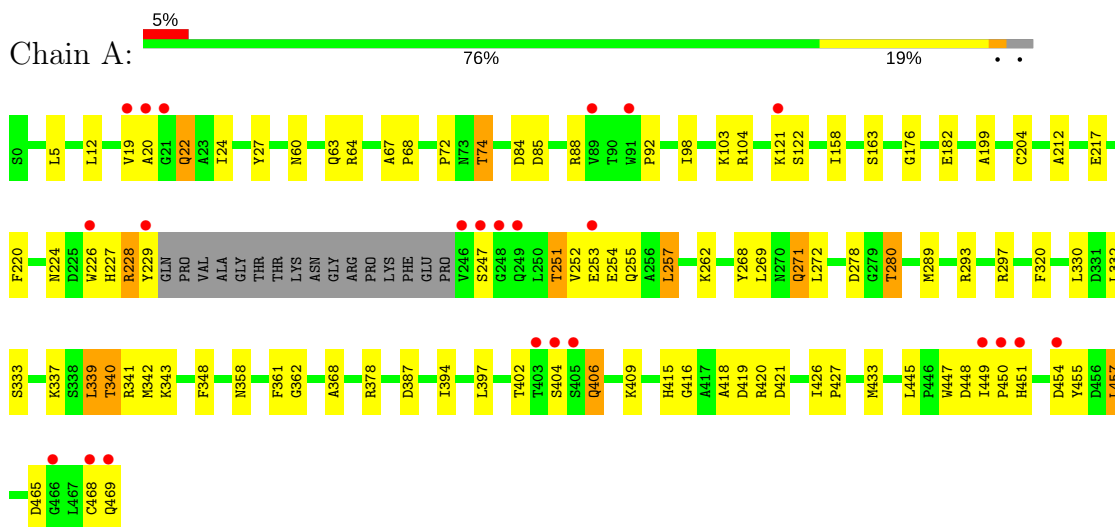 5%
Chain A:
76% 19% • •
S0 L5 L12 V19 A20 G21 Q22 A23 I24 Y27 N60 Q63 R64 A67 P68 P72 N73 T74 D84 D85 R88 V89 T90 W91 P92 I98 K103 R104 K121 S122 I158 S163 G176 E182 A199 C204 A212 E217
F220 N224 D225 W226 H227 R228 Y229 GLN PRO VAL ALA GLY THR THR LYS ASN GLY ARG PRO LYS PHE GLU PRO V246 S247 G248 Q249 L250 T251 V252 E253 E254 Q255 A256 L257 K262 Y268 L269 N270 Q271 L272 D278 G279 T280 M289 R293 R297 F320 L330 D331 L332
S333 K337 S338 L339 T340 R341 M342 K343 F348 N358 F361 G362 A368 R378 D387 I394 L397 T402 T403 S404 S405 Q406 K409 H415 G416 A417 A418 D419 R420 D421 I426 P427 M433 L445 P446 W447 D448 I449 P450 H451 D454 Y455 D456 L457
D465 G466 L467 C468 Q469